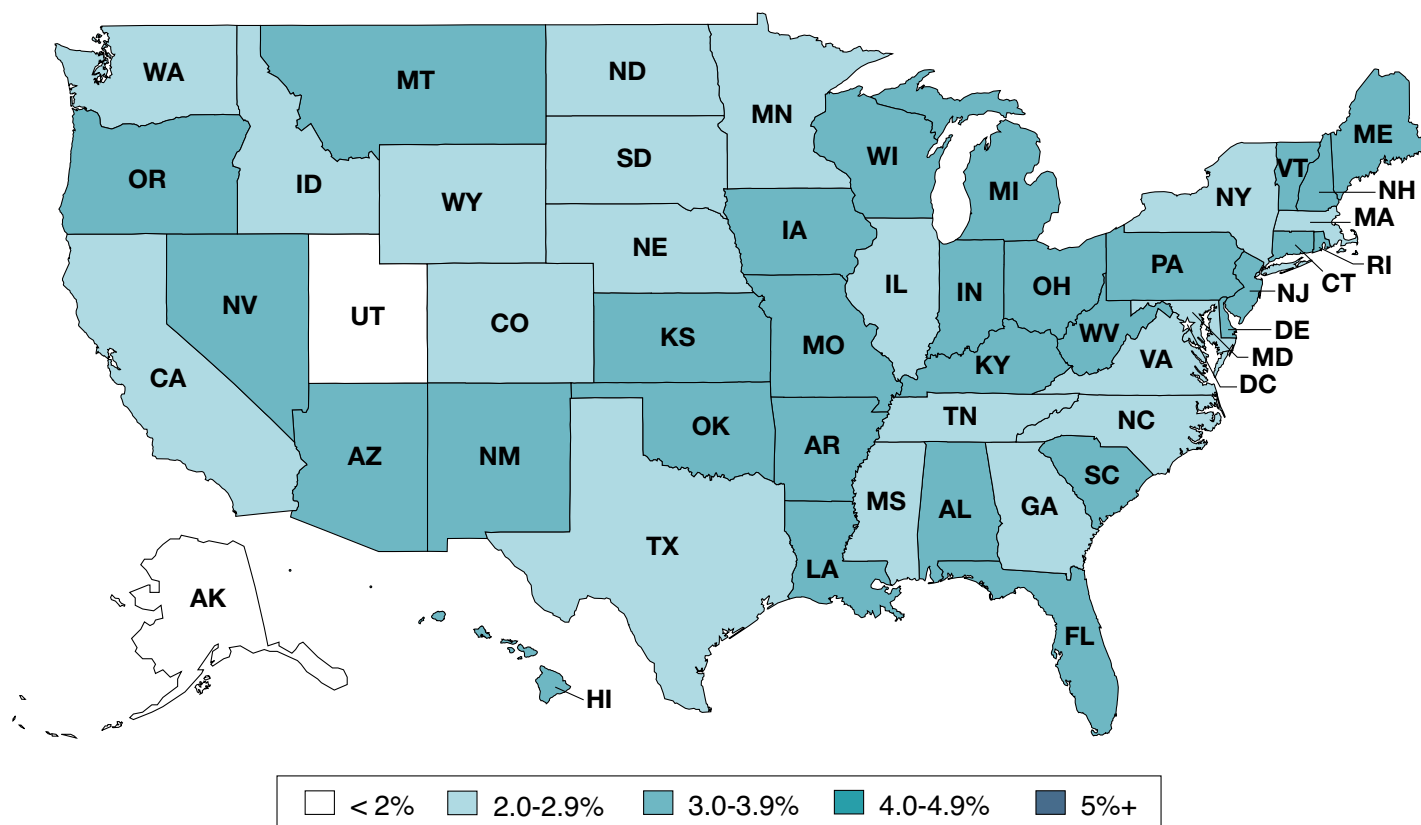 WA
MT
ND
MN
ME
OR
ID
SD
WI
VT
NH
WY
MI
NY
MA
NE
IA
PA
RI
CT
NV
UT
CO
IL
IN
OH
NJ
KS
MO
WV
DE
CA
KY
VA
MD
DC
OK
TN
NC
AZ
NM
AR
SC
MS
AL
GA
TX
LA
AK
FL
HI
< 2% 2.0-2.9% 3.0-3.9% 4.0-4.9% 5%+